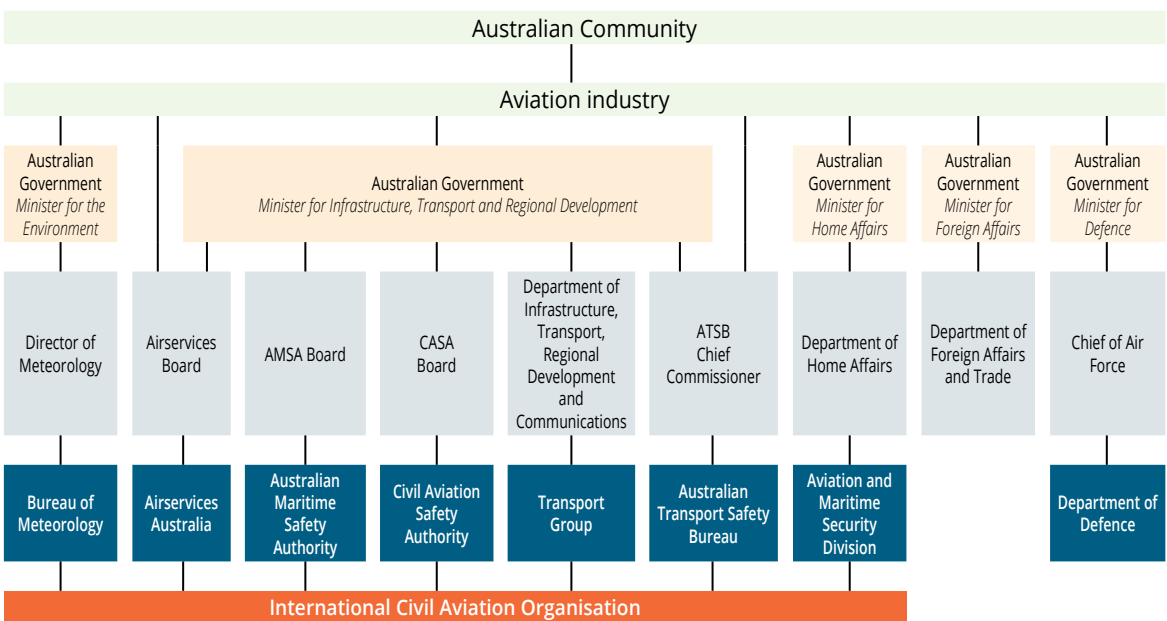 Australian Community
Aviation industry
Australian
Government
Minister for the
Environment
Australian Government
Minister for Infrastructure, Transport and Regional Development
Australian
Government
Minister for
Home Affairs
Australian
Government
Minister for
Foreign Affairs
Australian
Government
Minister for
Defence
Director of
Meteorology
Airservices
Board
AMSA Board
CASA
Board
Department of
Infrastructure,
Transport,
Regional
Development
and
Communications
ATSB
Chief
Commissioner
Department of
Home Affairs
Department of
Foreign Affairs
and Trade
Chief of Air
Force
Bureau of
Meteorology
Airservices
Australia
Australian
Maritime
Safety
Authority
Civil Aviation
Safety
Authority
Transport
Group
Australian
Transport Safety
Bureau
Aviation and
Maritime
Security
Division
Department of
Defence
International Civil Aviation Organisation